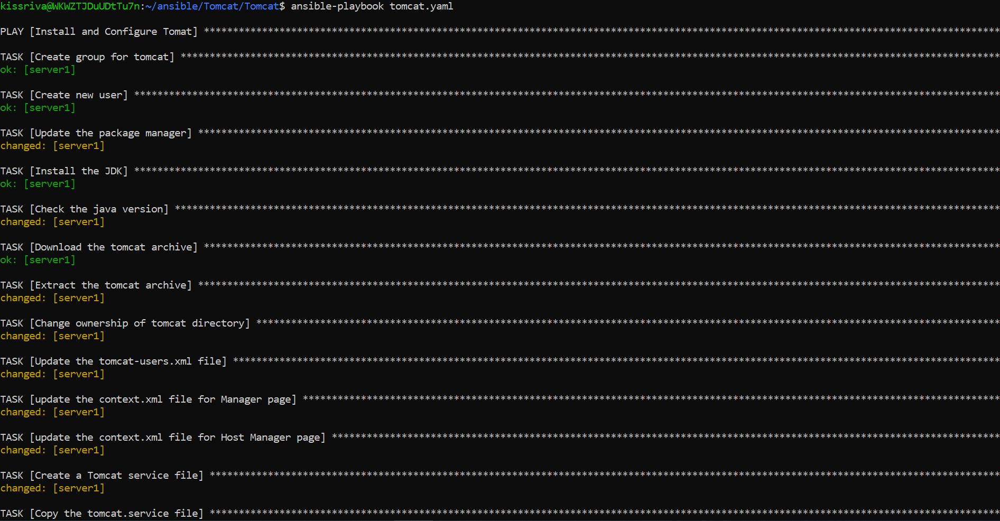 kissriva@WKWZTJDuUDtTu7n:~/ansible/Tomcat/Tomcat$ ansible-playbook tomcat.yaml
PLAY [Install and Configure Tomat] *****************************************************************************************************************************************
TASK [Create group for tomcat] *********************************************************************************************************************************************
ok: [server1]
TASK [Create new user] *****************************************************************************************************************************************************
ok: [server1]
TASK [Update the package manager] ******************************************************************************************************************************************
changed: [server1]
TASK [Install the JDK] *****************************************************************************************************************************************************
ok: [server1]
TASK [Check the java version] **********************************************************************************************************************************************
changed: [server1]
TASK [Download the tomcat archive] *****************************************************************************************************************************************
ok: [server1]
TASK [Extract the tomcat archive] ******************************************************************************************************************************************
changed: [server1]
TASK [Change ownership of tomcat directory] ********************************************************************************************************************************
changed: [server1]
TASK [Update the tomcat-users.xml file] ************************************************************************************************************************************
changed: [server1]
TASK [update the context.xml file for Manager page] ************************************************************************************************************************
changed: [server1]
TASK [update the context.xml file for Host Manager page] *******************************************************************************************************************
changed: [server1]
TASK [Create a Tomcat service file] ****************************************************************************************************************************************
changed: [server1]
TASK [Copy the tomcat.service file] ****************************************************************************************************************************************